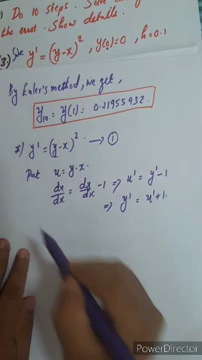 ) Do 10 steps. Solve
the error. Show details.
(3) y' = (y-x)², y(0)=0, h=0.1
By Euler's method, we get,
y₁₀ = y(1) = 0.21955932.
y' = (y-x)² → ①
Put u = y-x.
du/dx = dy/dx - 1 ⇒ u' = y' - 1
⇒ y' = u'+1.
PowerDirector